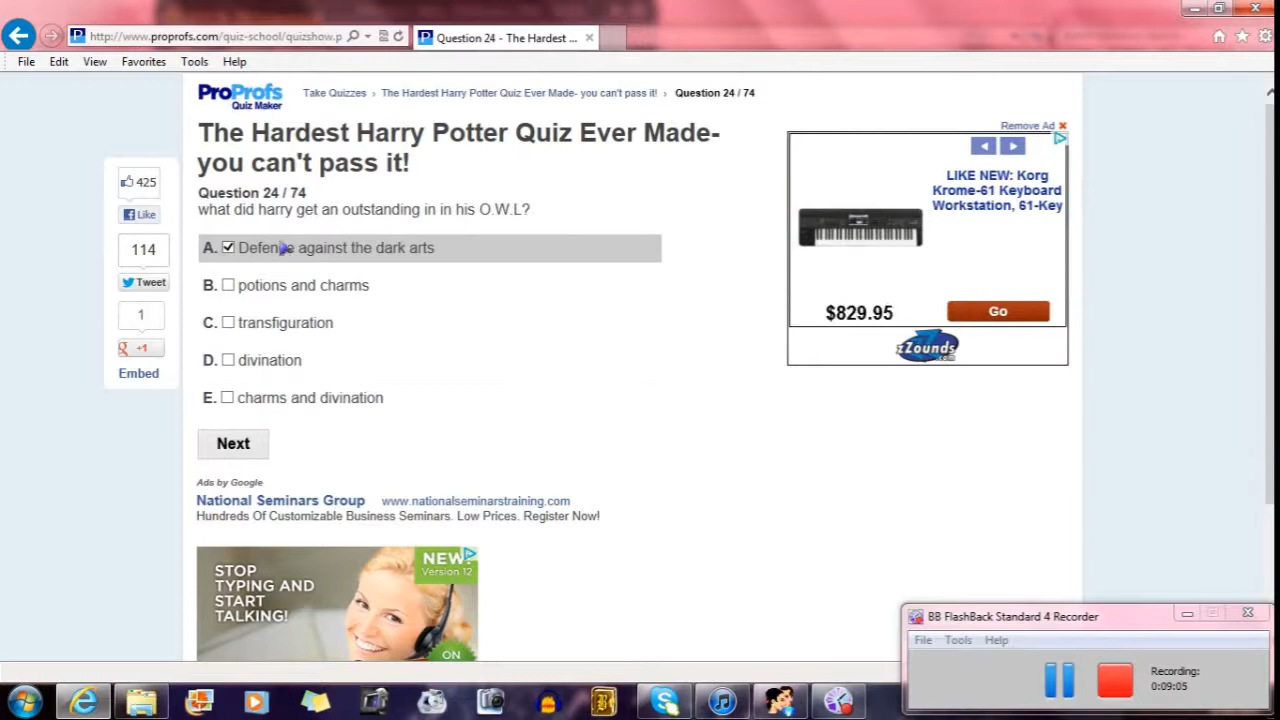 http://www.proprofs.com/quiz-school/quizshow.p
Question 24 - The Hardest ...
File Edit View Favorites Tools Help
ProProfs
Quiz Maker
Take Quizzes › The Hardest Harry Potter Quiz Ever Made- you can't pass it! › Question 24 / 74
The Hardest Harry Potter Quiz Ever Made-
you can't pass it!
Question 24 / 74
what did harry get an outstanding in in his O.W.L?
A. Defence against the dark arts
B. potions and charms
C. transfiguration
D. divination
E. charms and divination
Next
425
Like
114
Tweet
1
+1
Embed
Remove Ad
LIKE NEW: Korg
Krome-61 Keyboard
Workstation, 61-Key
$829.95
Go
zZounds
.com
Ads by Google
National Seminars Group www.nationalseminarstraining.com
Hundreds Of Customizable Business Seminars. Low Prices. Register Now!
STOP
TYPING AND
START
TALKING!
NEW!
Version 12
ON
BB FlashBack Standard 4 Recorder
File Tools Help
Recording:
0:09:05